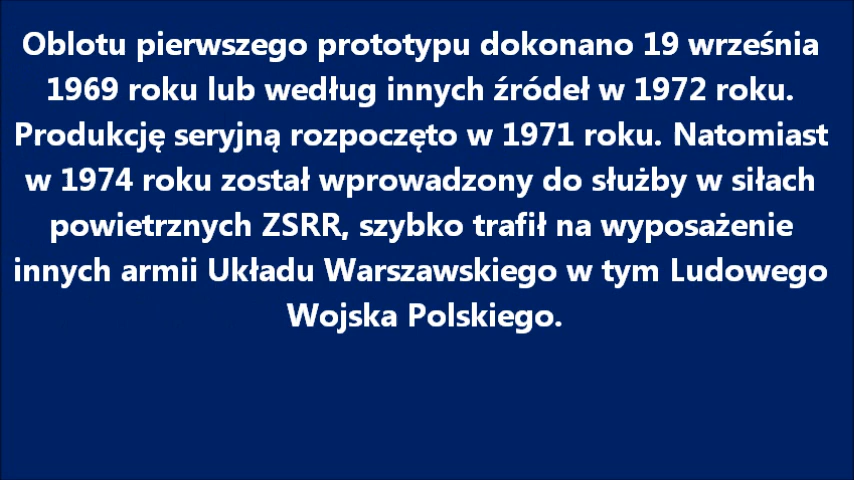 Oblotu pierwszego prototypu dokonano 19 września
1969 roku lub według innych źródeł w 1972 roku.
Produkcję seryjną rozpoczęto w 1971 roku. Natomiast
w 1974 roku został wprowadzony do służby w siłach
powietrznych ZSRR, szybko trafił na wyposażenie
innych armii Układu Warszawskiego w tym Ludowego
Wojska Polskiego.